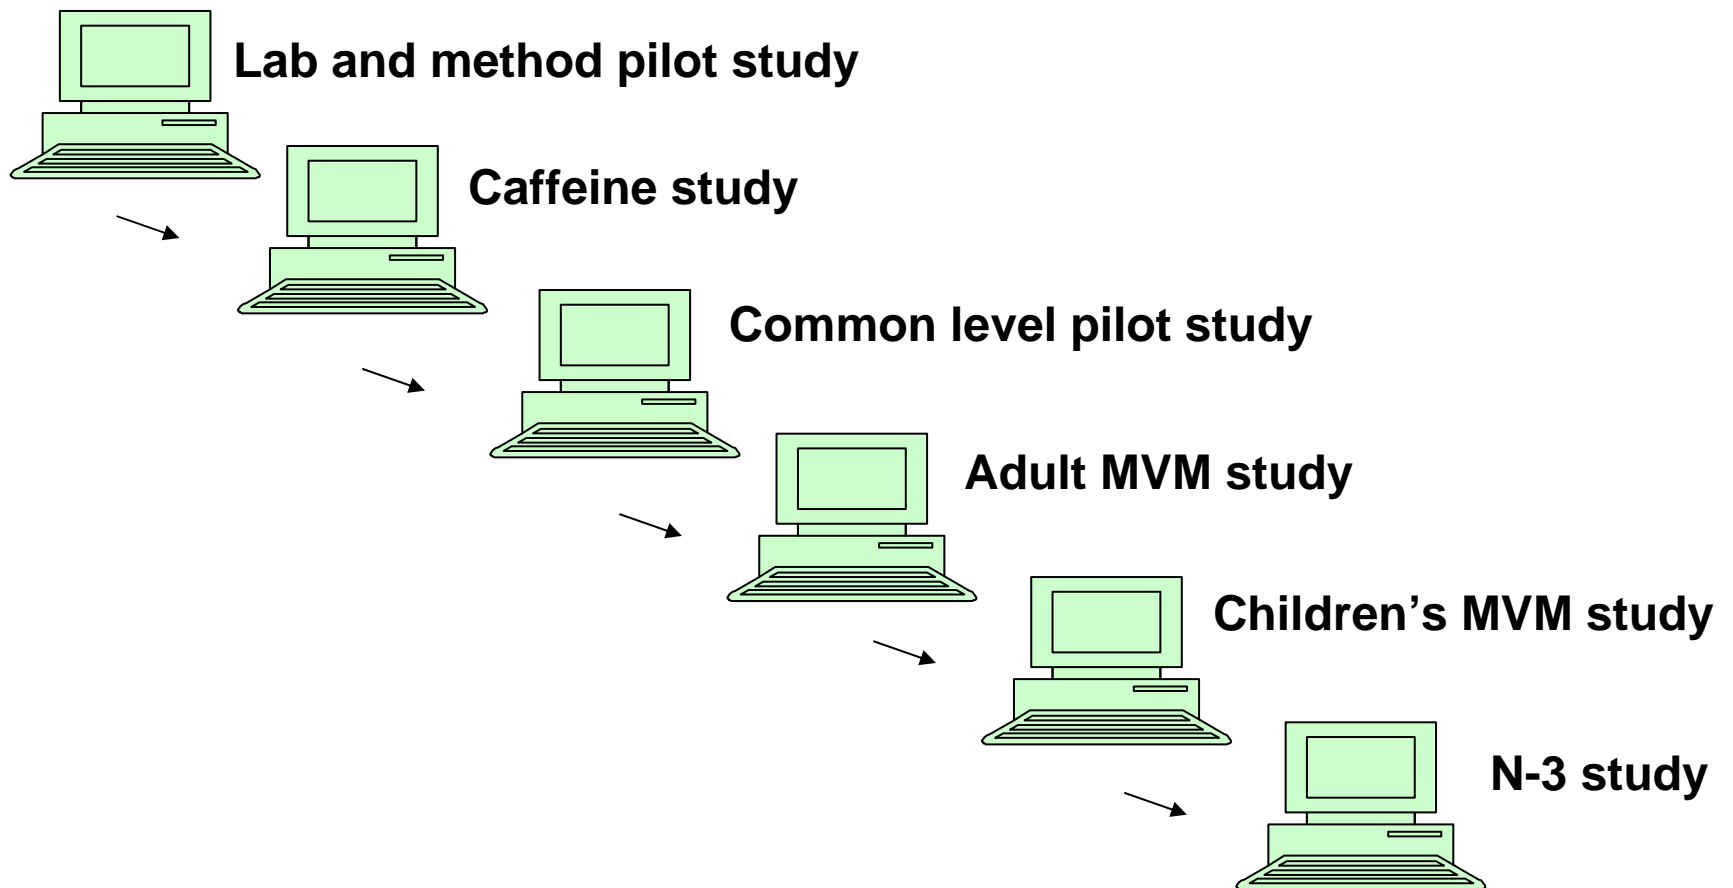 Lab and method pilot study
Caffeine study
Common level pilot study
Adult MVM study
Children’s MVM study
N-3 study